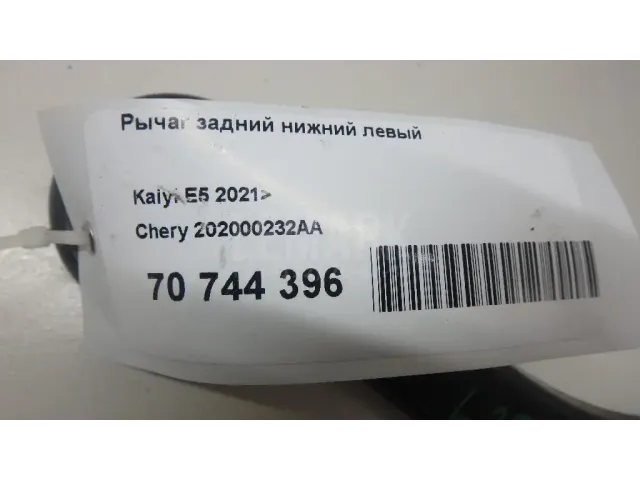 Рычаг задний нижний левый
Kaiyi E5 2021>
Chery 202000232AA
70 744 396